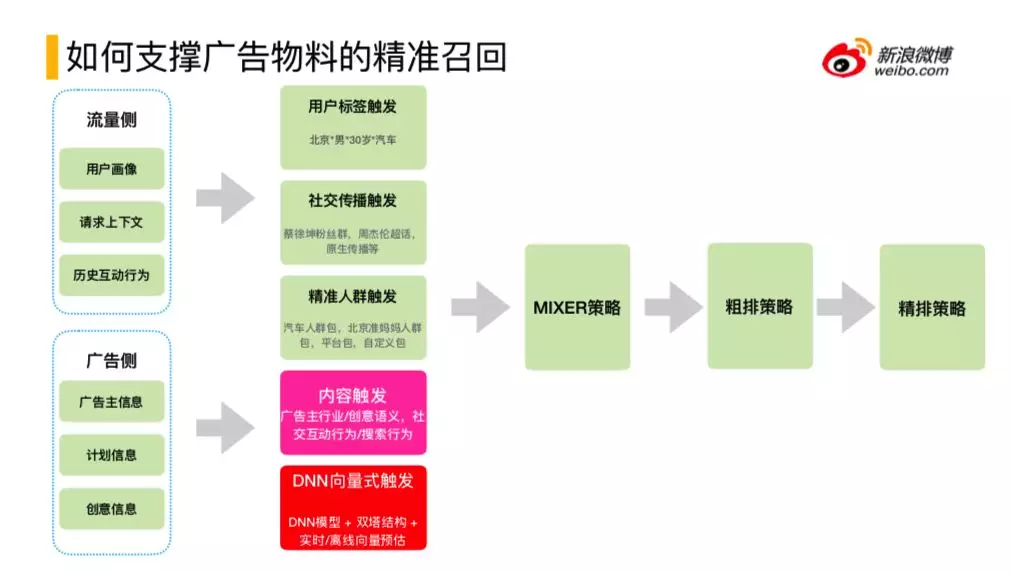 如何支撑广告物料的精准召回
新浪微博
weibo.com
流量侧
用户画像
请求上下文
历史互动行为
广告侧
广告主信息
计划信息
创意信息
用户标签触发
北京*男*30岁*汽车
社交传播触发
蔡徐坤粉丝群，周杰伦超话，
原生传播等
精准人群触发
汽车人群包，北京准妈妈人群
包，平台包，自定义包
内容触发
广告主行业/创意语义，社
交互动行为/搜索行为
DNN向量式触发
DNN模型 + 双塔结构 +
实时/离线向量预估
MIXER策略
粗排策略
精排策略